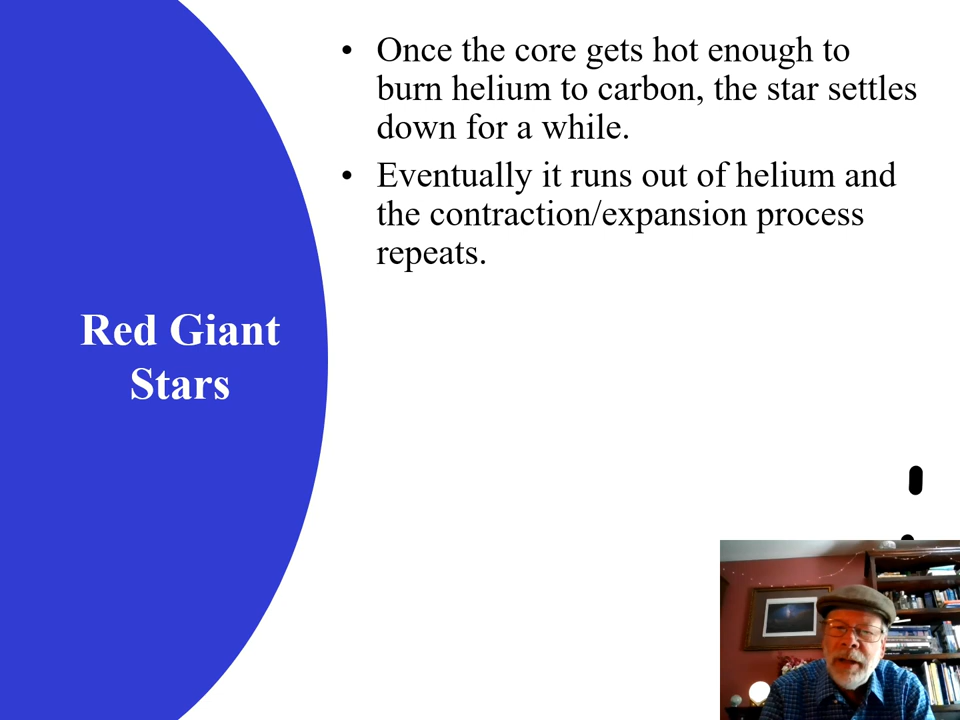 • Once the core gets hot enough to
burn helium to carbon, the star settles
down for a while.
• Eventually it runs out of helium and
the contraction/expansion process
repeats.
Red Giant
Stars